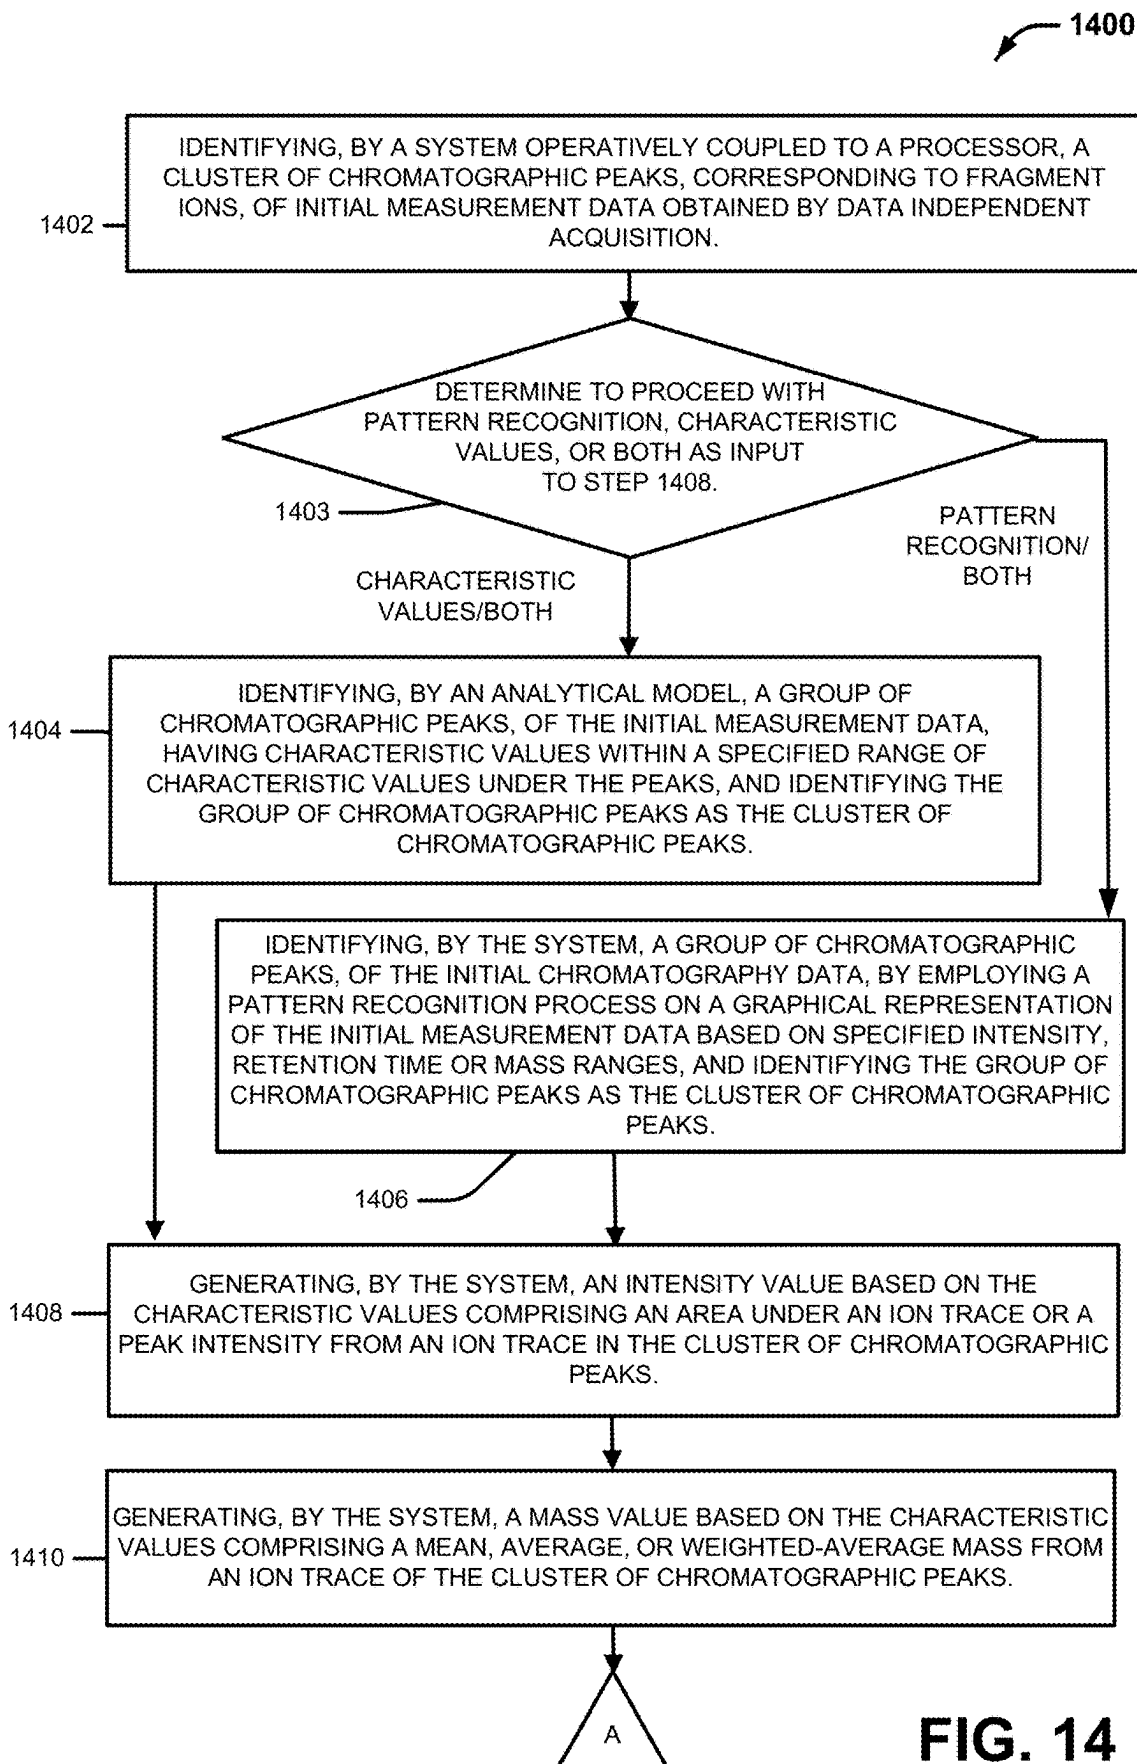 1400
IDENTIFYING, BY A SYSTEM OPERATIVELY COUPLED TO A PROCESSOR, A
CLUSTER OF CHROMATOGRAPHIC PEAKS, CORRESPONDING TO FRAGMENT
IONS, OF INITIAL MEASUREMENT DATA OBTAINED BY DATA INDEPENDENT
ACQUISITION.
1402
DETERMINE TO PROCEED WITH
PATTERN RECOGNITION, CHARACTERISTIC
VALUES, OR BOTH AS INPUT
TO STEP 1408.
1403
PATTERN
RECOGNITION/
BOTH
CHARACTERISTIC
VALUES/BOTH
IDENTIFYING, BY AN ANALYTICAL MODEL, A GROUP OF
CHROMATOGRAPHIC PEAKS, OF THE INITIAL MEASUREMENT DATA,
HAVING CHARACTERISTIC VALUES WITHIN A SPECIFIED RANGE OF
CHARACTERISTIC VALUES UNDER THE PEAKS, AND IDENTIFYING THE
GROUP OF CHROMATOGRAPHIC PEAKS AS THE CLUSTER OF
CHROMATOGRAPHIC PEAKS.
1404
IDENTIFYING, BY THE SYSTEM, A GROUP OF CHROMATOGRAPHIC
PEAKS, OF THE INITIAL CHROMATOGRAPHY DATA, BY EMPLOYING A
PATTERN RECOGNITION PROCESS ON A GRAPHICAL REPRESENTATION
OF THE INITIAL MEASUREMENT DATA BASED ON SPECIFIED INTENSITY,
RETENTION TIME OR MASS RANGES, AND IDENTIFYING THE GROUP OF
CHROMATOGRAPHIC PEAKS AS THE CLUSTER OF CHROMATOGRAPHIC
PEAKS.
1406
GENERATING, BY THE SYSTEM, AN INTENSITY VALUE BASED ON THE
CHARACTERISTIC VALUES COMPRISING AN AREA UNDER AN ION TRACE OR A
PEAK INTENSITY FROM AN ION TRACE IN THE CLUSTER OF CHROMATOGRAPHIC
PEAKS.
1408
GENERATING, BY THE SYSTEM, A MASS VALUE BASED ON THE CHARACTERISTIC
VALUES COMPRISING A MEAN, AVERAGE, OR WEIGHTED-AVERAGE MASS FROM
AN ION TRACE OF THE CLUSTER OF CHROMATOGRAPHIC PEAKS.
1410
A
FIG. 14